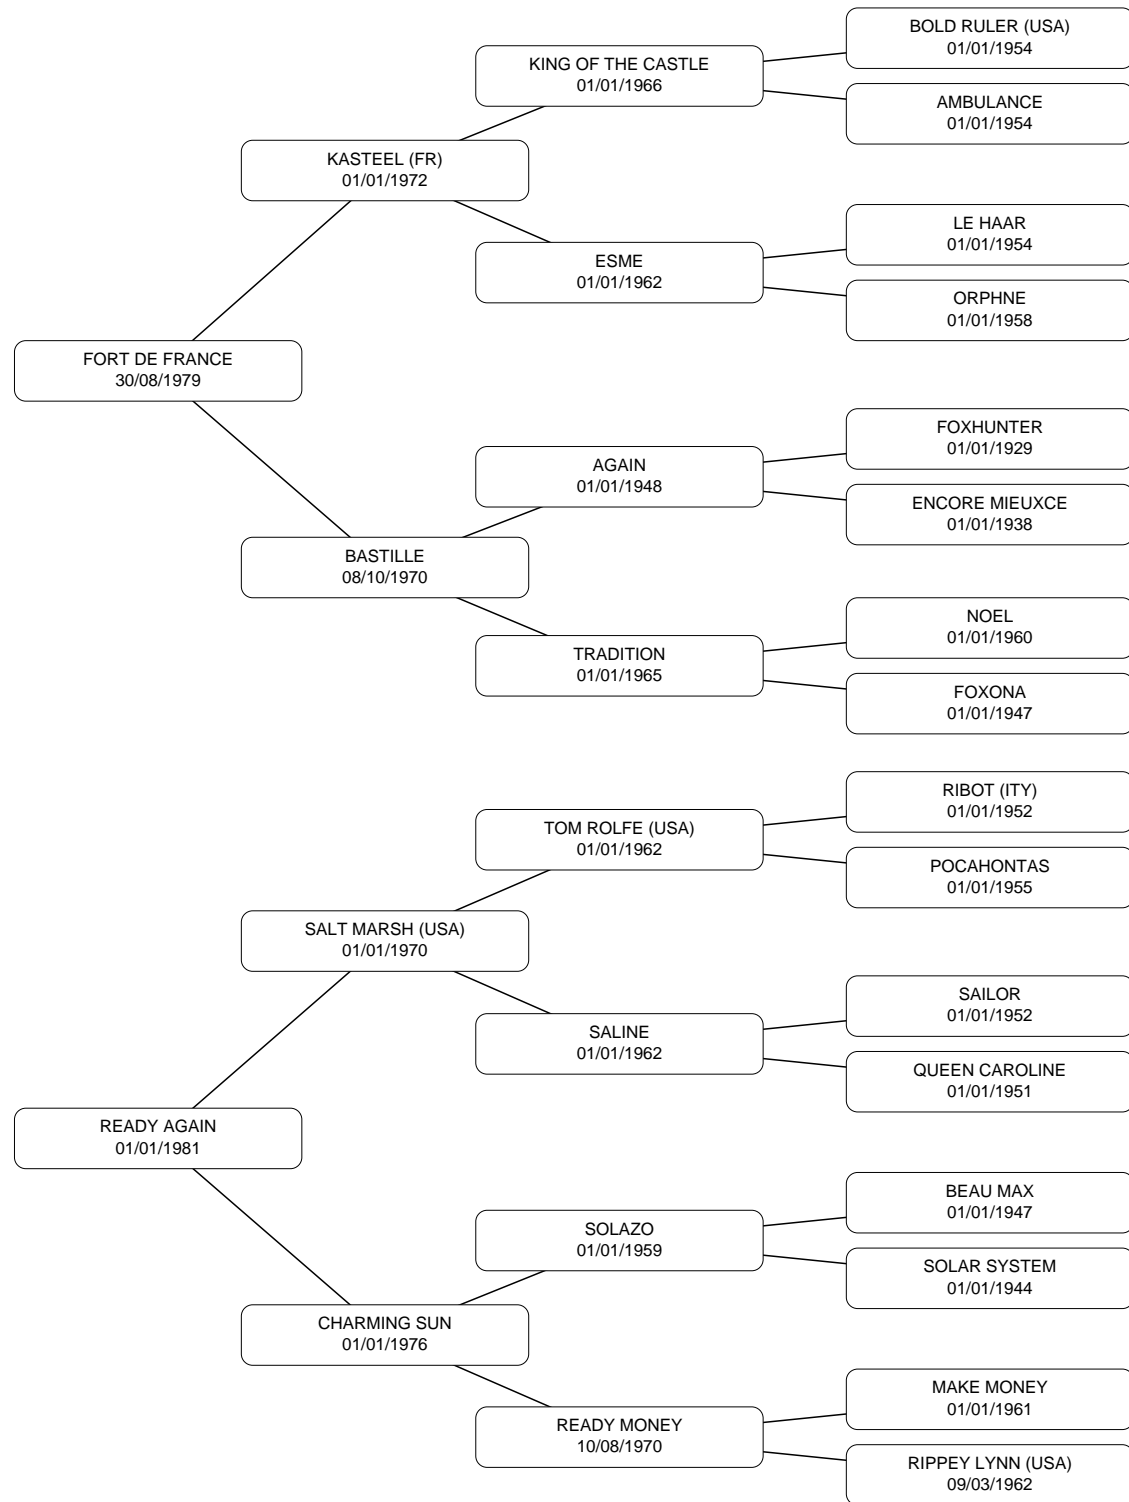 BOLD RULER (USA)
01/01/1954
KING OF THE CASTLE
01/01/1966
AMBULANCE
01/01/1954
KASTEEL (FR)
01/01/1972
LE HAAR
01/01/1954
ESME
01/01/1962
ORPHNE
01/01/1958
FORT DE FRANCE
30/08/1979
FOXHUNTER
01/01/1929
AGAIN
01/01/1948
ENCORE MIEUXCE
01/01/1938
BASTILLE
08/10/1970
NOEL
01/01/1960
TRADITION
01/01/1965
FOXONA
01/01/1947
RIBOT (ITY)
01/01/1952
TOM ROLFE (USA)
01/01/1962
POCAHONTAS
01/01/1955
SALT MARSH (USA)
01/01/1970
SAILOR
01/01/1952
SALINE
01/01/1962
QUEEN CAROLINE
01/01/1951
READY AGAIN
01/01/1981
BEAU MAX
01/01/1947
SOLAZO
01/01/1959
SOLAR SYSTEM
01/01/1944
CHARMING SUN
01/01/1976
MAKE MONEY
01/01/1961
READY MONEY
10/08/1970
RIPPEY LYNN (USA)
09/03/1962